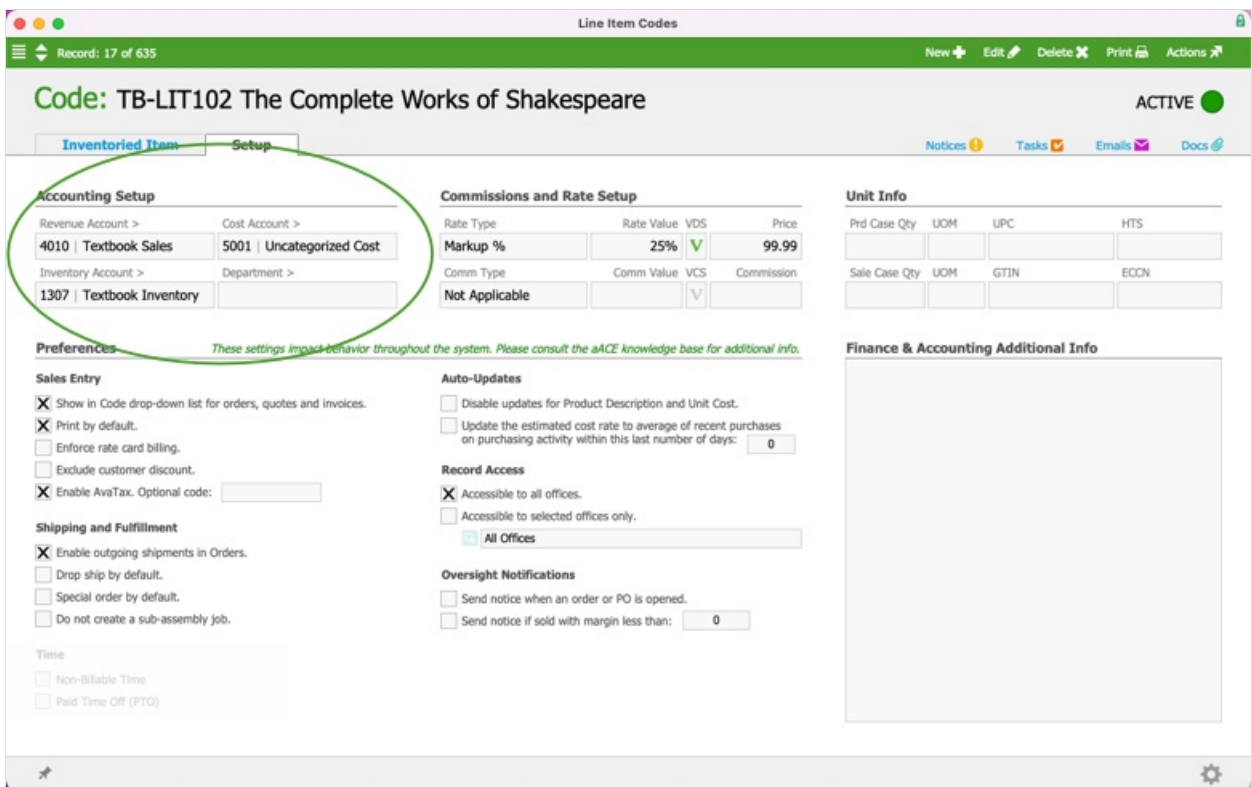 Line Item Codes
Record: 17 of 635
New Edit Delete Print Actions
Code: TB-LIT102 The Complete Works of Shakespeare
ACTIVE
Inventoried Item Setup
Notices Tasks Emails Docs
Accounting Setup
Revenue Account > Cost Account >
4010 | Textbook Sales 5001 | Uncategorized Cost
Inventory Account > Department >
1307 | Textbook Inventory
Commissions and Rate Setup
Rate Type Rate Value VDS Price
Markup % 25% V 99.99
Comm Type Comm Value VCS Commission
Not Applicable V
Unit Info
Prd Case Qty UOM UPC HTS
Sale Case Qty UOM GTIN ECCN
Preferences These settings impact behavior throughout the system. Please consult the aACE knowledge base for additional info.
Sales Entry
X Show in Code drop-down list for orders, quotes and invoices.
X Print by default.
Enforce rate card billing.
Exclude customer discount.
X Enable AvaTax. Optional code:
Shipping and Fulfillment
X Enable outgoing shipments in Orders.
Drop ship by default.
Special order by default.
Do not create a sub-assembly job.
Time
Non-Billable Time
Paid Time Off (PTO)
Auto-Updates
Disable updates for Product Description and Unit Cost.
Update the estimated cost rate to average of recent purchases
on purchasing activity within this last number of days: 0
Record Access
X Accessible to all offices.
Accessible to selected offices only.
All Offices
Oversight Notifications
Send notice when an order or PO is opened.
Send notice if sold with margin less than: 0
Finance & Accounting Additional Info